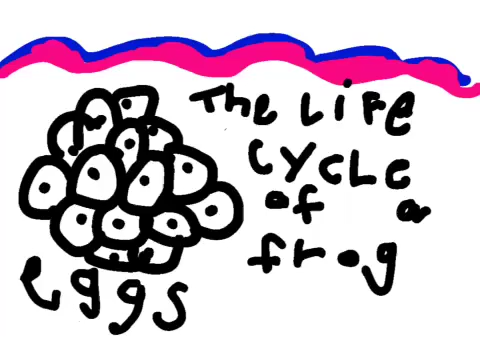 The LiFe
CYCLe
of a
frog
eggs